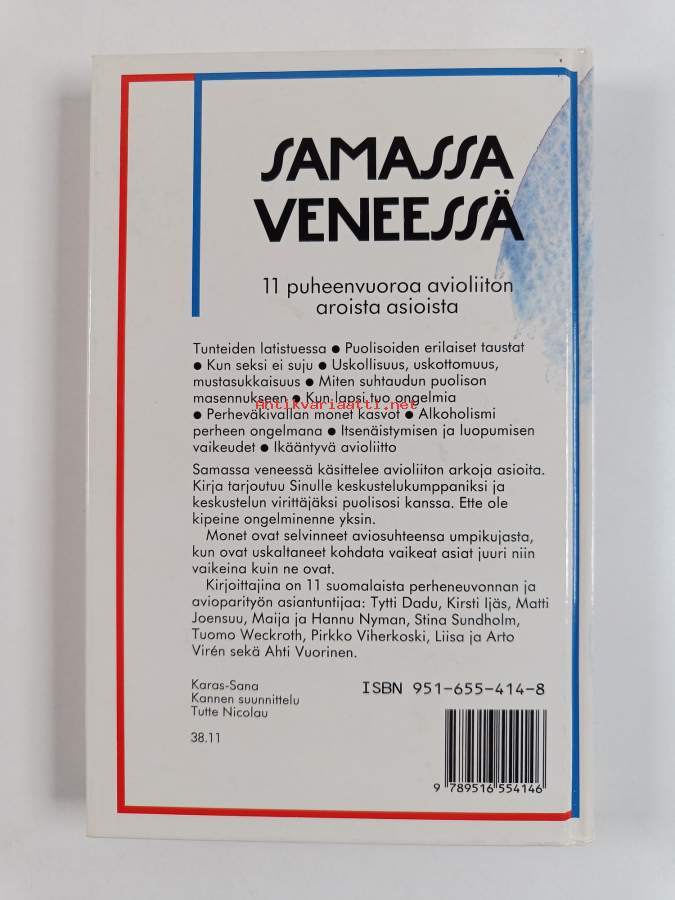 SAMASSA
VENEESSÄ
11 puheenvuoroa avioliiton
aroista asioista
Tunteiden latistuessa ● Puolisoiden erilaiset taustat
● Kun seksi ei suju ● Uskollisuus, uskottomuus,
mustasukkaisuus ● Miten suhtaudun puolison
masennukseen ● Kun lapsi tuo ongelmia
Antikvariaatti.net
● Perheväkivallan monet kasvot ● Alkoholismi
perheen ongelmana ● Itsenäistymisen ja luopumisen
vaikeudet ● Ikääntyvä avioliitto
Samassa veneessä käsittelee avioliiton arkoja asioita.
Kirja tarjoutuu Sinulle keskustelukumppaniksi ja
keskustelun virittäjäksi puolisosi kanssa. Ette ole
kipeine ongelminenne yksin.
Monet ovat selvinneet aviosuhteensa umpikujasta,
kun ovat uskaltaneet kohdata vaikeat asiat juuri niin
vaikeina kuin ne ovat.
Kirjoittajina on 11 suomalaista perheneuvonnan ja
avioparityön asiantuntijaa: Tytti Dadu, Kirsti Ijäs, Matti
Joensuu, Maija ja Hannu Nyman, Stina Sundholm,
Tuomo Weckroth, Pirkko Viherkoski, Liisa ja Arto
Virén sekä Ahti Vuorinen.
Karas-Sana
Kannen suunnittelu
Tutte Nicolau
38.11
ISBN 951-655-414-8
9 789516 554146